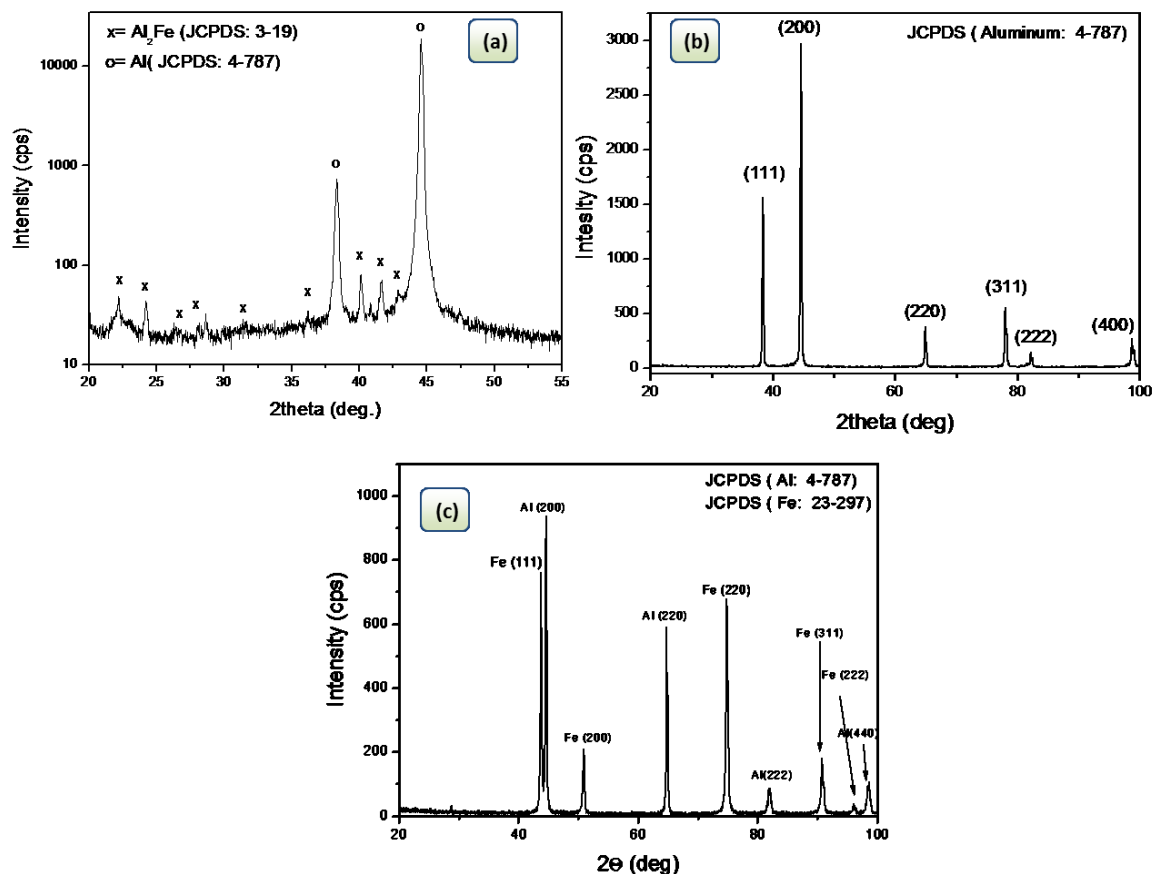 x= Al₂Fe (JCPDS: 3-19)
o= Al( JCPDS: 4-787)
(a)
o
o
x
x
x
x
x
x
x
x
x
10000
1000
100
10
20 25 30 35 40 45 50 55
Intensity (cps)
2theta (deg.)
(b)
JCPDS ( Aluminum: 4-787)
(200)
(111)
(220)
(311)
(222)
(400)
3000
2500
2000
1500
1000
500
0
20 40 60 80 100
Intesity (cps)
2theta (deg)
(c)
JCPDS ( Al: 4-787)
JCPDS ( Fe: 23-297)
Al (200)
Fe (111)
Fe (200)
Al (220)
Fe (220)
Al(222)
Fe (311)
Fe (222)
Al(440)
1000
800
600
400
200
0
20 40 60 80 100
Intensity (cps)
2Θ (deg)